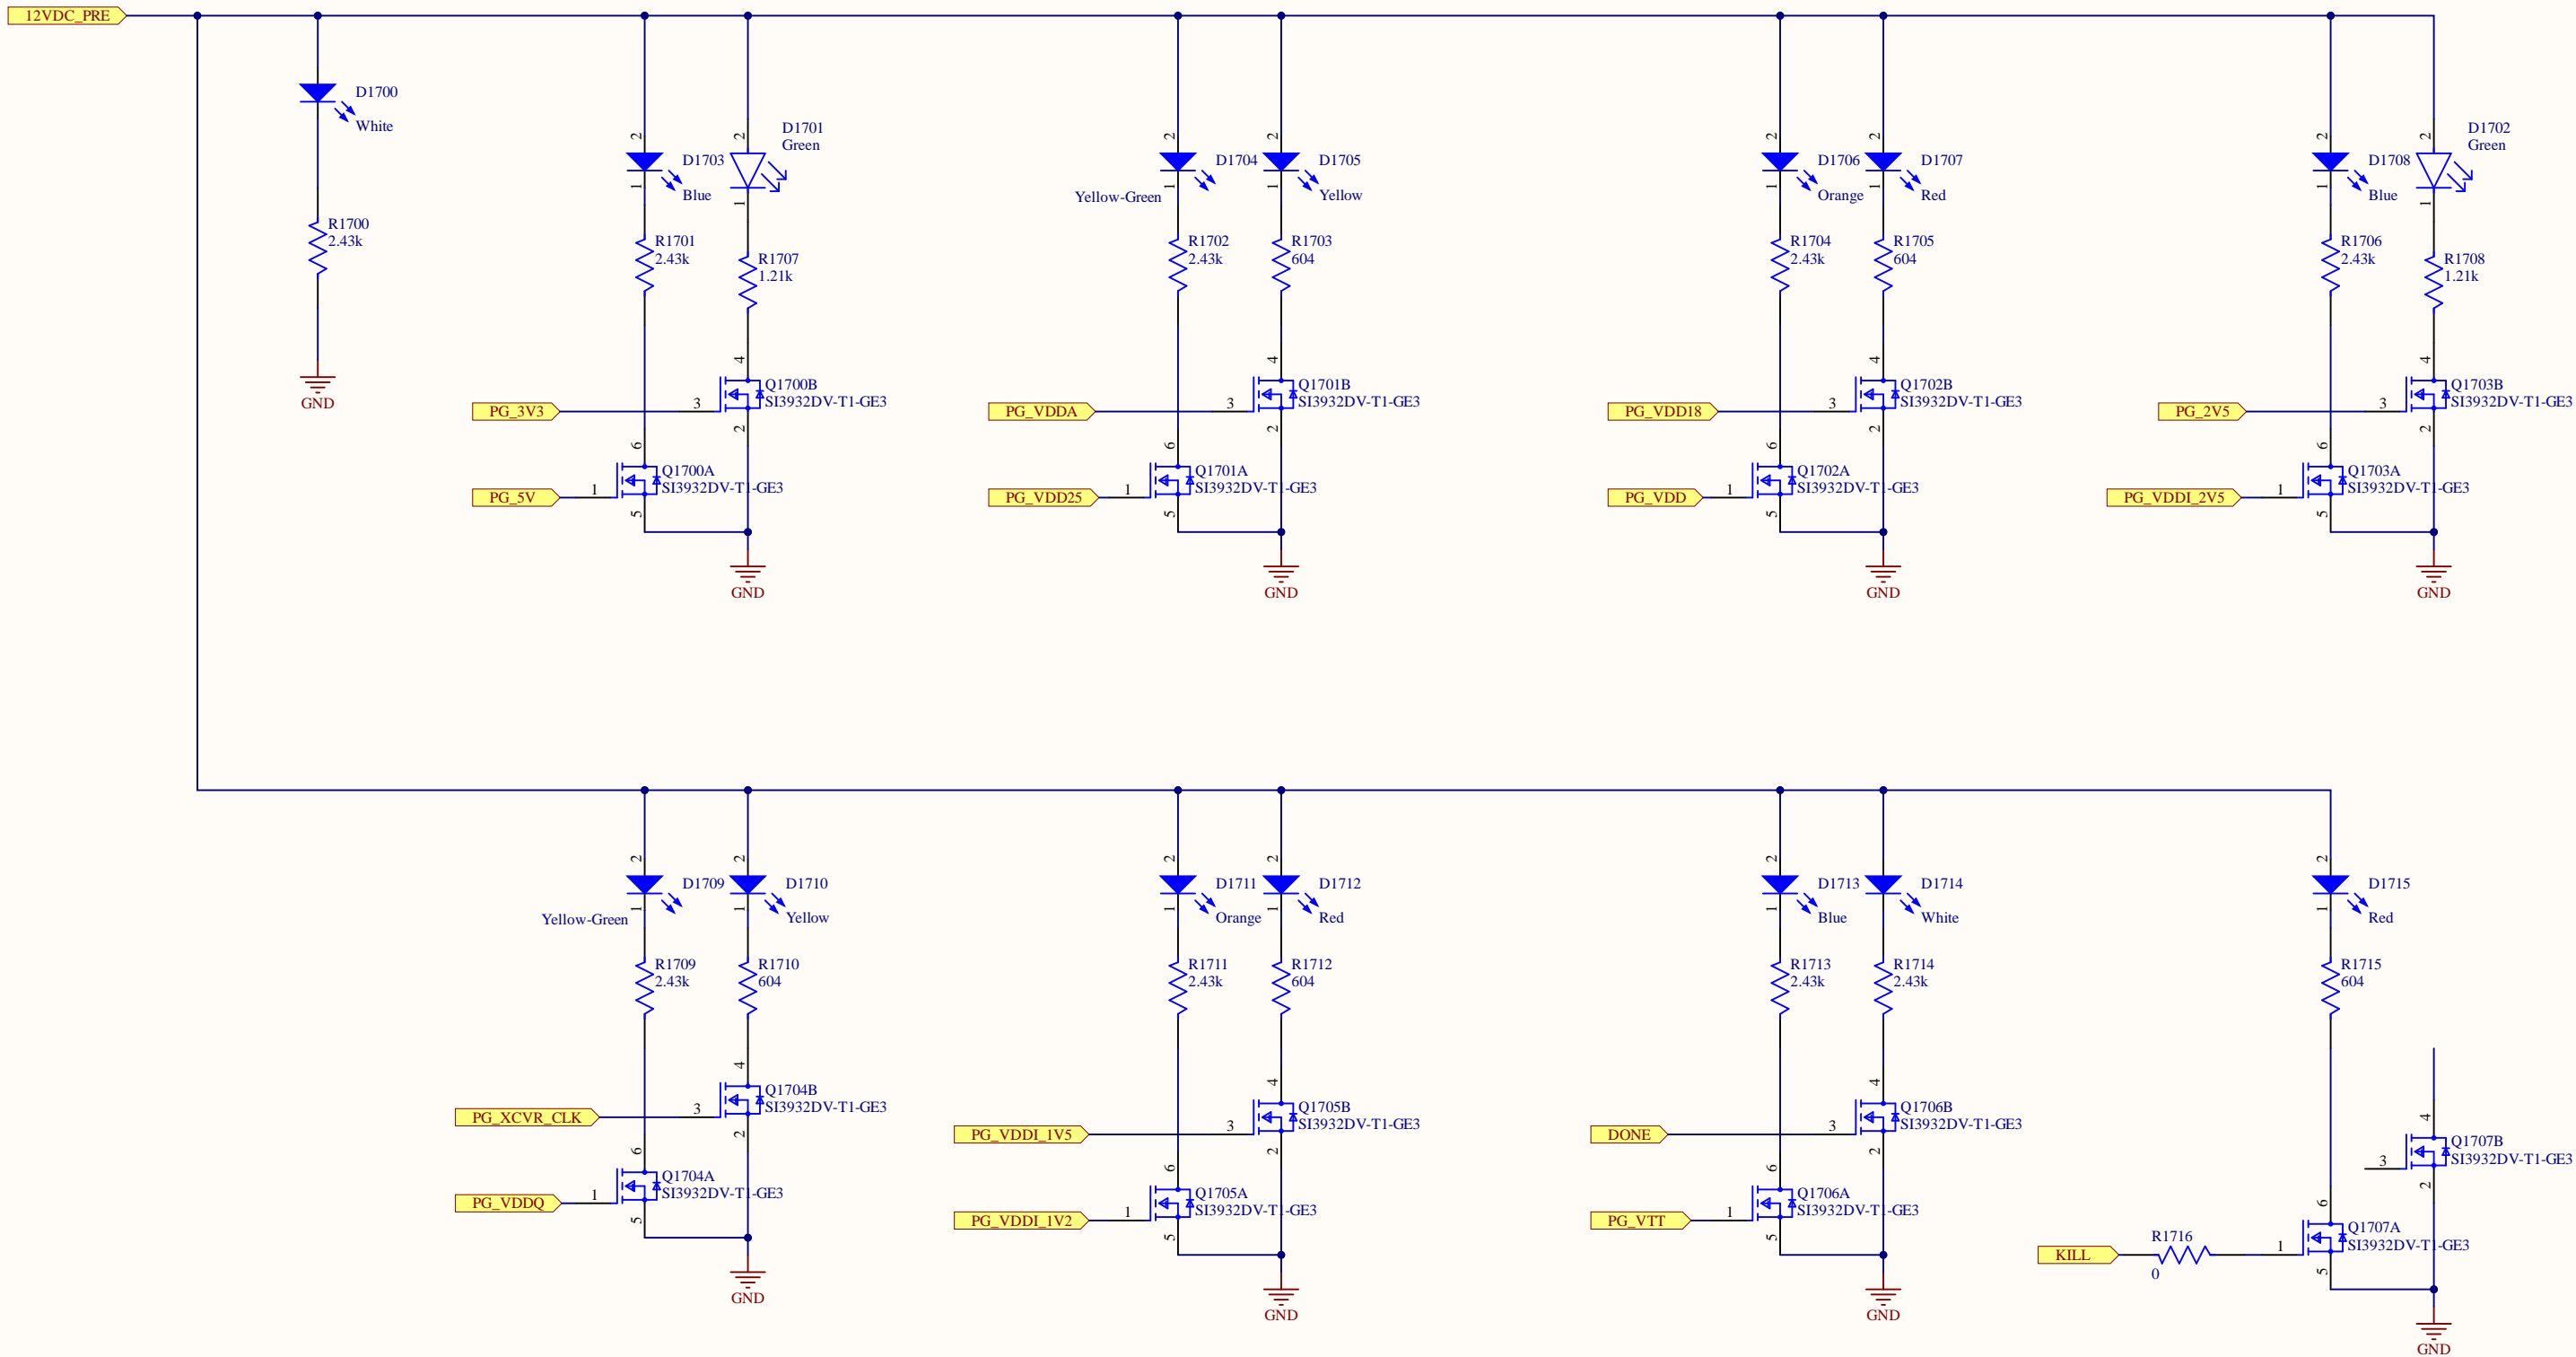 12VDC_PRE
D1700
White
R1700
2.43k
GND
2
D1703
1
Blue
R1701
2.43k
2
D1701
Green
1
R1707
1.21k
4
Q1700B
SI3932DV-T1-GE3
PG_3V3
3
2
6
Q1700A
SI3932DV-T1-GE3
PG_5V
1
5
GND
2
D1704
1
Yellow-Green
R1702
2.43k
2
D1705
1
Yellow
R1703
604
4
Q1701B
SI3932DV-T1-GE3
PG_VDDA
3
2
6
Q1701A
SI3932DV-T1-GE3
PG_VDD25
1
5
GND
2
D1706
1
Orange
R1704
2.43k
2
D1707
1
Red
R1705
604
4
Q1702B
SI3932DV-T1-GE3
PG_VDD18
3
2
6
Q1702A
SI3932DV-T1-GE3
PG_VDD
1
5
GND
2
D1708
1
Blue
R1706
2.43k
2
D1702
Green
1
R1708
1.21k
4
Q1703B
SI3932DV-T1-GE3
PG_2V5
3
2
6
Q1703A
SI3932DV-T1-GE3
PG_VDDI_2V5
1
5
GND
2
D1709
1
Yellow-Green
R1709
2.43k
2
D1710
1
Yellow
R1710
604
4
Q1704B
SI3932DV-T1-GE3
PG_XCVR_CLK
3
2
6
Q1704A
SI3932DV-T1-GE3
PG_VDDQ
1
5
GND
2
D1711
1
Orange
R1711
2.43k
2
D1712
1
Red
R1712
604
4
Q1705B
SI3932DV-T1-GE3
PG_VDDI_1V5
3
2
6
Q1705A
SI3932DV-T1-GE3
PG_VDDI_1V2
1
5
GND
2
D1713
1
Blue
R1713
2.43k
D1714
White
R1714
2.43k
4
Q1706B
SI3932DV-T1-GE3
DONE
3
2
6
Q1706A
SI3932DV-T1-GE3
PG_VTT
1
5
GND
2
D1715
1
Red
R1715
604
4
Q1707B
SI3932DV-T1-GE3
3
2
6
Q1707A
SI3932DV-T1-GE3
KILL
R1716
0
1
5
GND